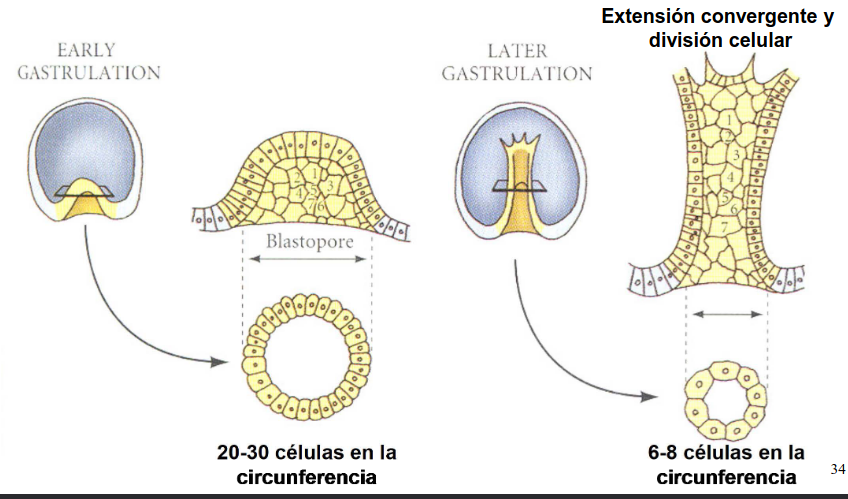 Extensión convergente y
división celular
EARLY
GASTRULATION
LATER
GASTRULATION
1
2
3
4
5
7
6
Blastopore
1
2
3
4
5
6
7
20-30 células en la
circunferencia
6-8 células en la
circunferencia
34